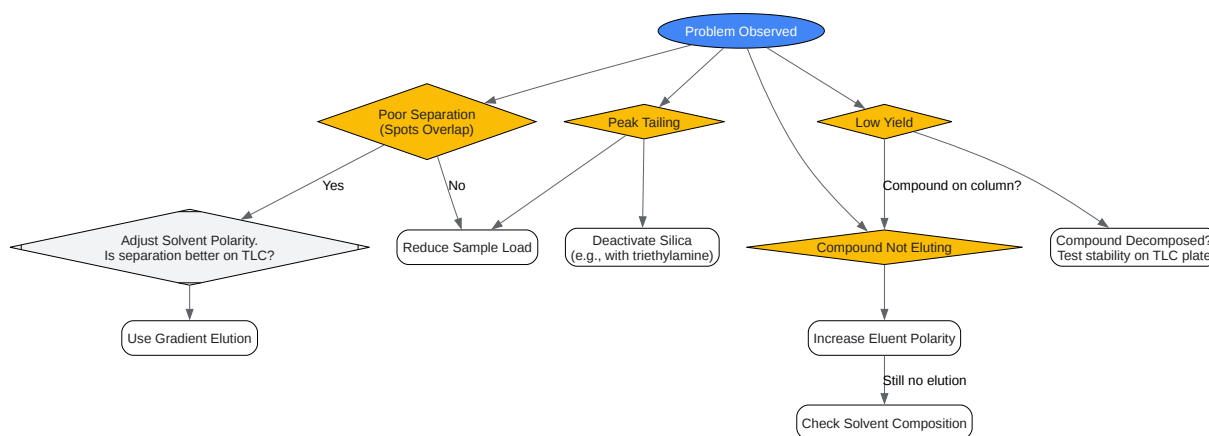 Problem Observed
Poor Separation
(Spots Overlap)
Peak Tailing
Low Yield
Yes
No
Compound on column?
Adjust Solvent Polarity.
Is separation better on TLC?
Reduce Sample Load
Deactivate Silica
(e.g., with triethylamine)
Compound Not Eluting
Compound Decomposed?
Test stability on TLC plate
Use Gradient Elution
Increase Eluent Polarity
Still no elution
Check Solvent Composition